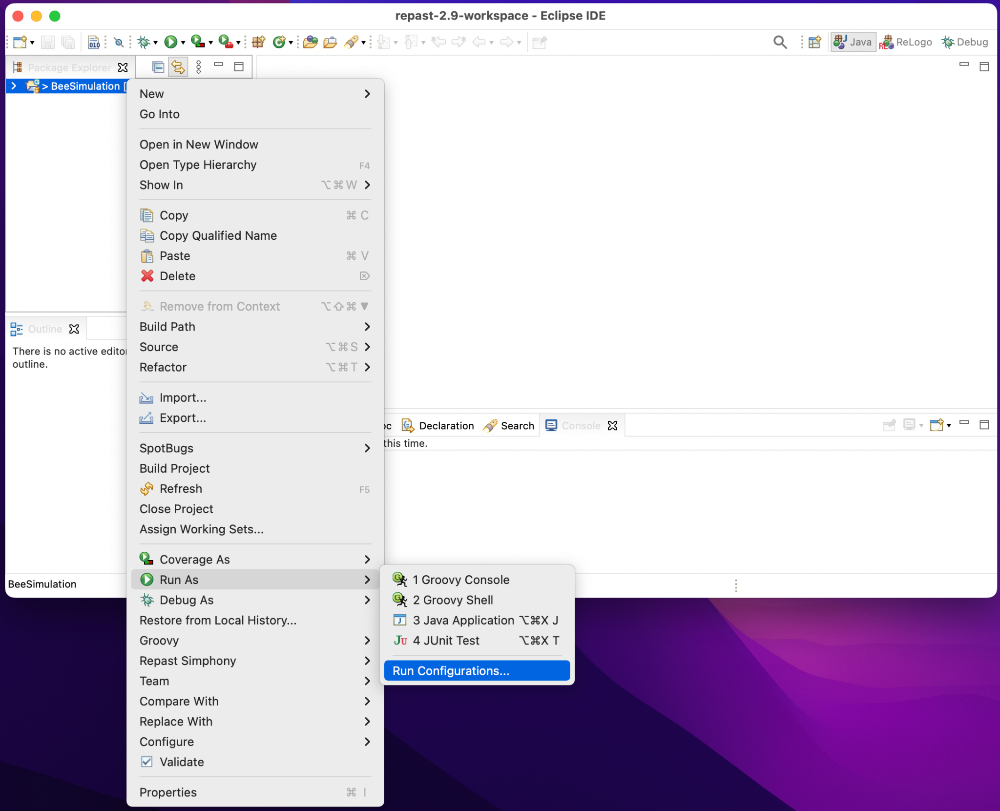 repast-2.9-workspace - Eclipse IDE
010
Java
ReLogo
Debug
Package Explorer
> BeeSimulation [
New
Go Into
Open in New Window
Open Type Hierarchy F4
Show In ⌥⌘W
Copy ⌘ C
Copy Qualified Name
Paste ⌘ V
Delete ⌦
Remove from Context ⌥⇧⌘▼
Build Path
Source ⌥⌘S
Refactor ⌥⌘T
Import...
Export...
SpotBugs
Build Project
Refresh F5
Close Project
Assign Working Sets...
Coverage As
Run As
Debug As
Restore from Local History...
Groovy
Repast Simphony
Team
Compare With
Replace With
Configure
Validate
Properties ⌘ I
1 Groovy Console
2 Groovy Shell
3 Java Application ⌥⌘X J
4 JUnit Test ⌥⌘X T
Run Configurations...
Outline
There is no active editor
outline.
oc
Declaration
Search
Console
this time.
BeeSimulation